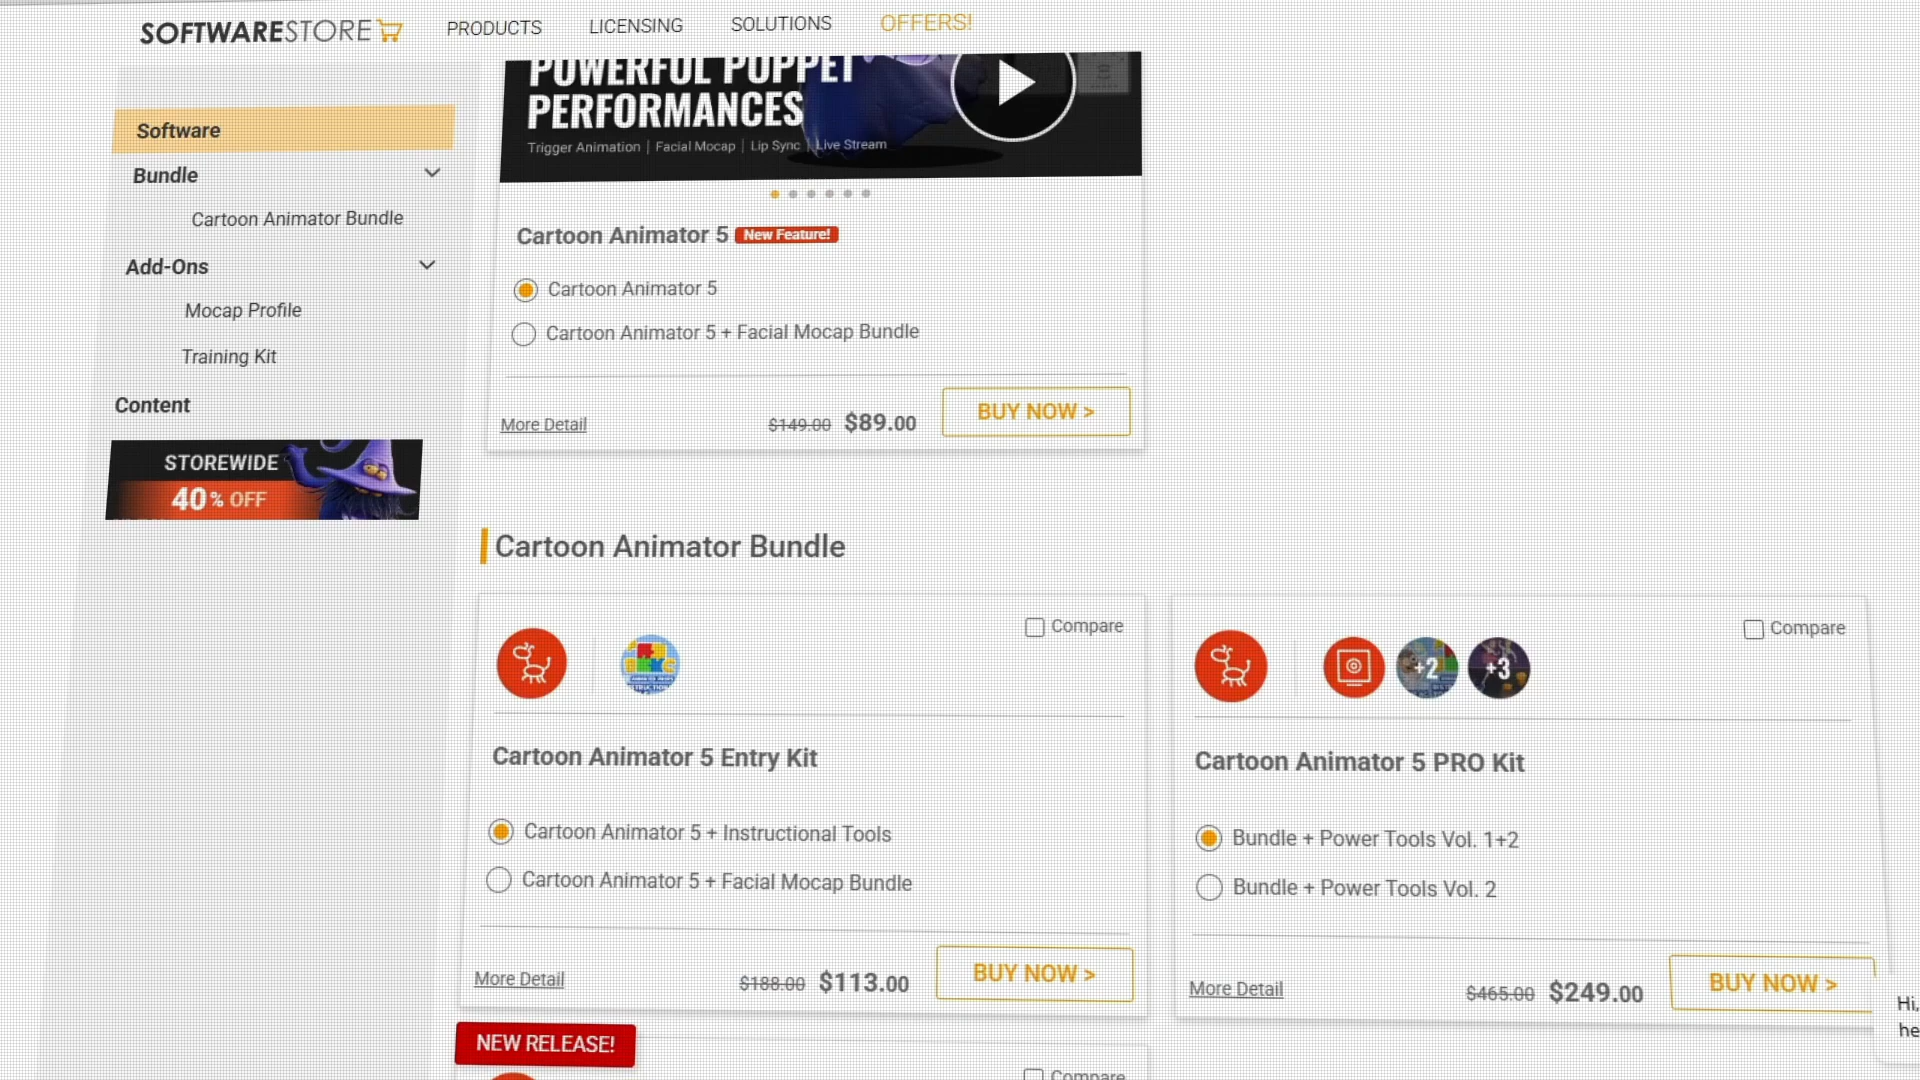 SOFTWARESTORE
PRODUCTS
LICENSING
SOLUTIONS
OFFERS!
Software
Bundle
Cartoon Animator Bundle
Add-Ons
Mocap Profile
Training Kit
Content
STOREWIDE
40% OFF
POWERFUL PUPPET
PERFORMANCES
Trigger Animation | Facial Mocap | Lip Sync | Live Stream
Cartoon Animator 5 New Feature!
Cartoon Animator 5
Cartoon Animator 5 + Facial Mocap Bundle
More Detail $149.00 $89.00 BUY NOW >
Cartoon Animator Bundle
Compare
Cartoon Animator 5 Entry Kit
Cartoon Animator 5 + Instructional Tools
Cartoon Animator 5 + Facial Mocap Bundle
More Detail $188.00 $113.00 BUY NOW >
Compare
+2 +3
Cartoon Animator 5 PRO Kit
Bundle + Power Tools Vol. 1+2
Bundle + Power Tools Vol. 2
More Detail $465.00 $249.00 BUY NOW >
Hi,
he
NEW RELEASE!
Compare